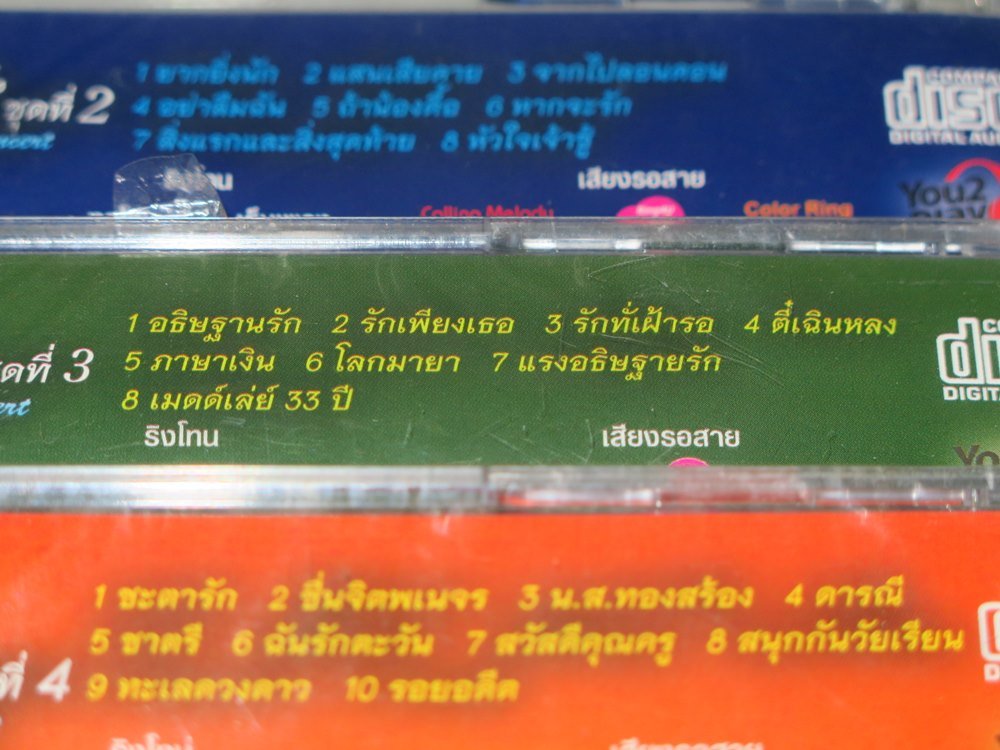 ชุดที่ 2
1 ยากยิ่งนัก 2 แสนเสียดาย 3 จากไปลอนดอน
4 อย่าลืมฉัน 5 ถ้าน้องดื้อ 6 หากจะรัก
7 สิ่งแรกและสิ่งสุดท้าย 8 หัวใจเจ้าชู้
เสียงรอสาย
COMPA
DIGITAL AU
Calling Melody
Color Ring
You2
play
ดที่ 3
1 อธิษฐานรัก 2 รักเพียงเธอ 3 รักทั่เฝ้ารอ 4 ตี๋เฉินหลง
5 ภาษาเงิน 6 โลกมายา 7 แรงอธิษฐายรัก
8 เมดด์เล่ย์ 33 ปี
ริงโทน เสียงรอสาย
DIGIT
Yo
ที่ 4
1 ชะตารัก 2 ชื่นจิตพเนจร 3 น.ส.ทองสร้อง 4 ดารณี
5 ชาตรี 6 ฉันรักตะวัน 7 สวัสดีคุณครู 8 สนุกกันวัยเรียน
9 ทะเลดวงดาว 10 รอยอดีต